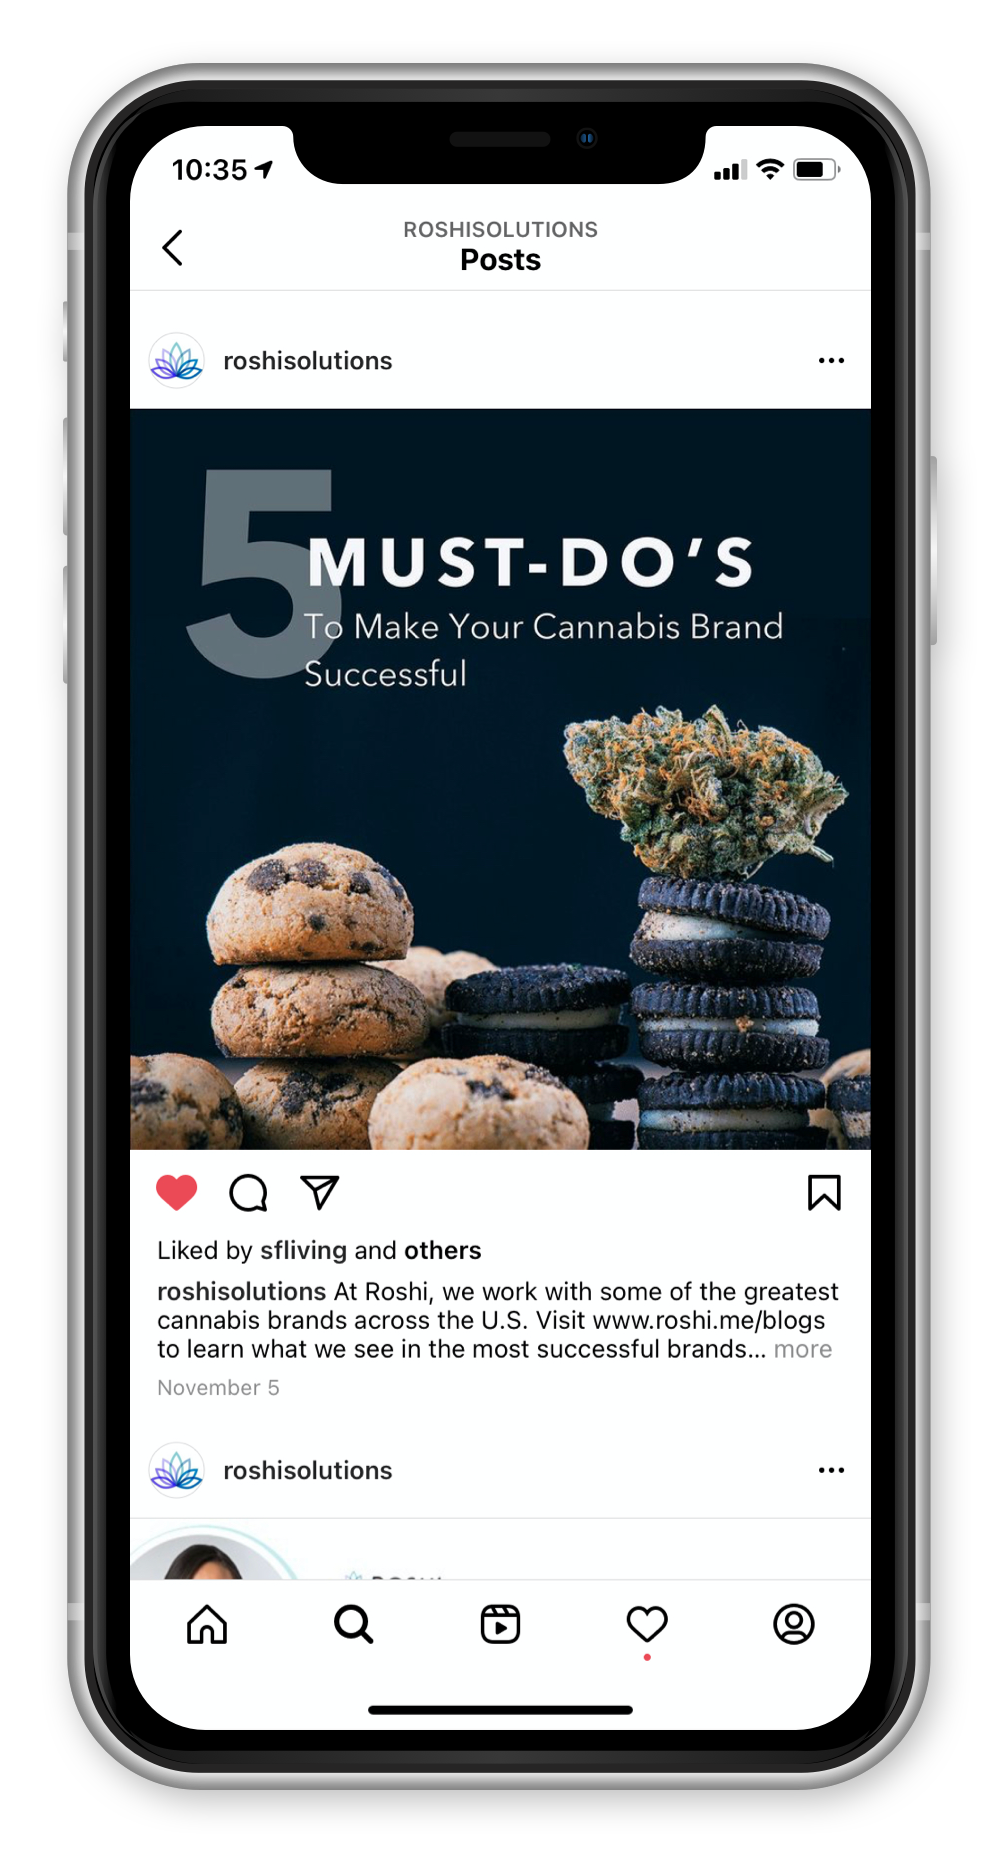 10:35
ROSHISOLUTIONS
Posts
roshisolutions
5
MUST-DO'S
To Make Your Cannabis Brand
Successful
Liked by sfliving and others
roshisolutions At Roshi, we work with some of the greatest
cannabis brands across the U.S. Visit www.roshi.me/blogs
to learn what we see in the most successful brands... more
November 5
roshisolutions